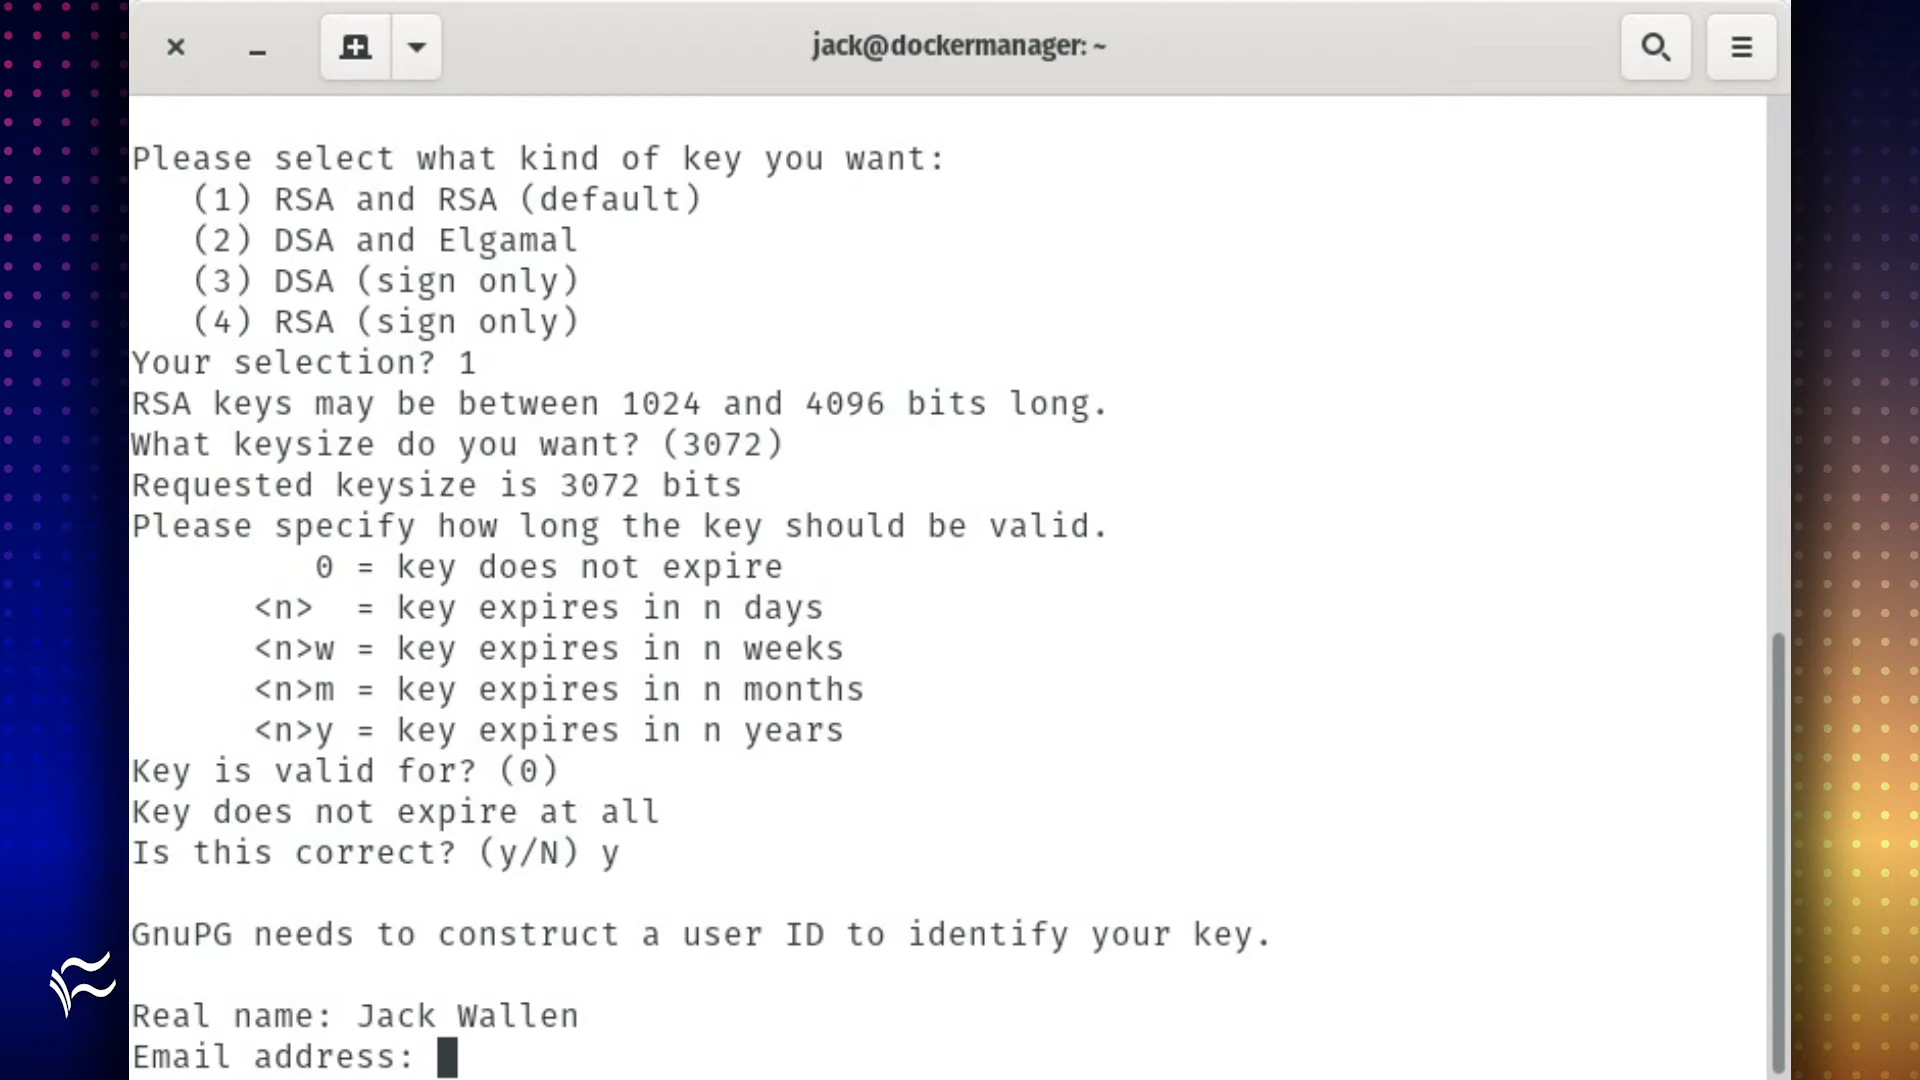 jack@dockermanager: ~
Please select what kind of key you want:
(1) RSA and RSA (default)
(2) DSA and Elgamal
(3) DSA (sign only)
(4) RSA (sign only)
Your selection? 1
RSA keys may be between 1024 and 4096 bits long.
What keysize do you want? (3072)
Requested keysize is 3072 bits
Please specify how long the key should be valid.
0 = key does not expire
<n>  = key expires in n days
<n>w = key expires in n weeks
<n>m = key expires in n months
<n>y = key expires in n years
Key is valid for? (0)
Key does not expire at all
Is this correct? (y/N) y
GnuPG needs to construct a user ID to identify your key.
Real name: Jack Wallen
Email address: